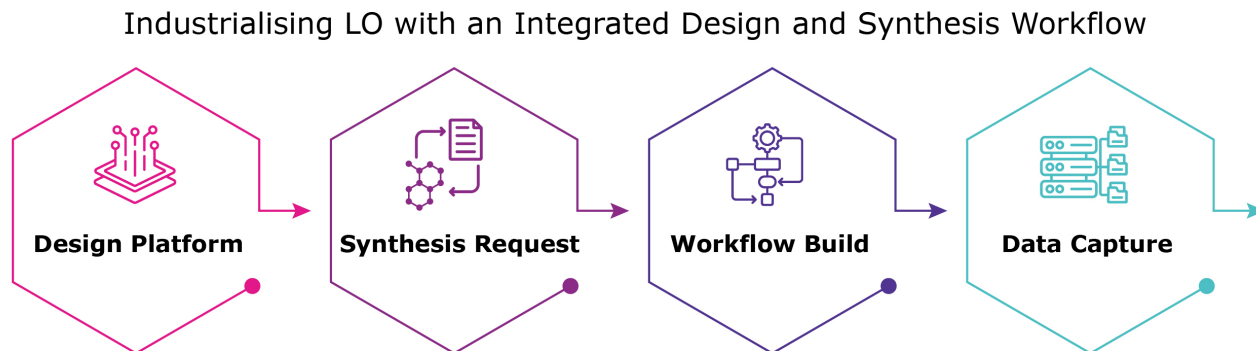 Industrialising LO with an Integrated Design and Synthesis Workflow
Design Platform
Synthesis Request
Workflow Build
Data Capture